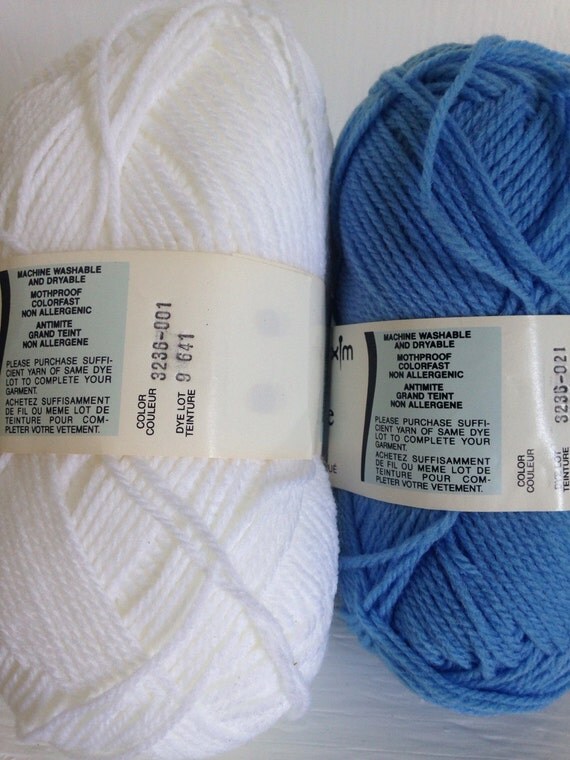 MACHINE WASHABLE
AND DRYABLE
MOTHPROOF
COLORFAST
NON ALLERGENIC
ANTIMITE
GRAND TEINT
NON ALLERGENE
PLEASE PURCHASE SUFFI-
CIENT YARN OF SAME DYE
LOT TO COMPLETE YOUR
GARMENT.
ACHETEZ SUFFISAMMENT
DE FIL OU MEME LOT DE
TEINTURE POUR COM-
PLETER VOTRE VETEMENT.
COLOR
COULEUR 3236-001
DYE LOT
TEINTURE 9 641
MACHINE WASHABLE
AND DRYABLE
MOTHPROOF
COLORFAST
NON ALLERGENIC
ANTIMITE
GRAND TEINT
NON ALLERGENE
PLEASE PURCHASE SUFFI-
CIENT YARN OF SAME DYE
LOT TO COMPLETE YOUR
GARMENT.
ACHETEZ SUFFISAMMENT
DE FIL OU MEME LOT DE
TEINTURE POUR COM-
PLETER VOTRE VETEMENT.
COLOR
COULEUR 3236-021
DYE LOT
TEINTURE